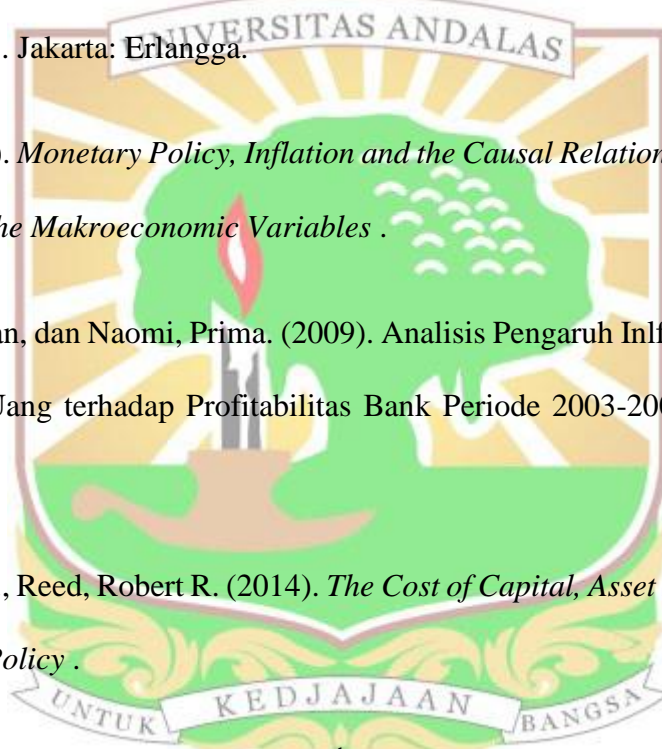 UNIVERSITAS ANDALAS
. Jakarta: Erlangga.
). Monetary Policy, Inflation and the Causal Relation
he Makroeconomic Variables .
an, dan Naomi, Prima. (2009). Analisis Pengaruh Inlf
Uang terhadap Profitabilitas Bank Periode 2003-200
, Reed, Robert R. (2014). The Cost of Capital, Asset
Policy .
UNTUK KEDJAJAAN BANGSA